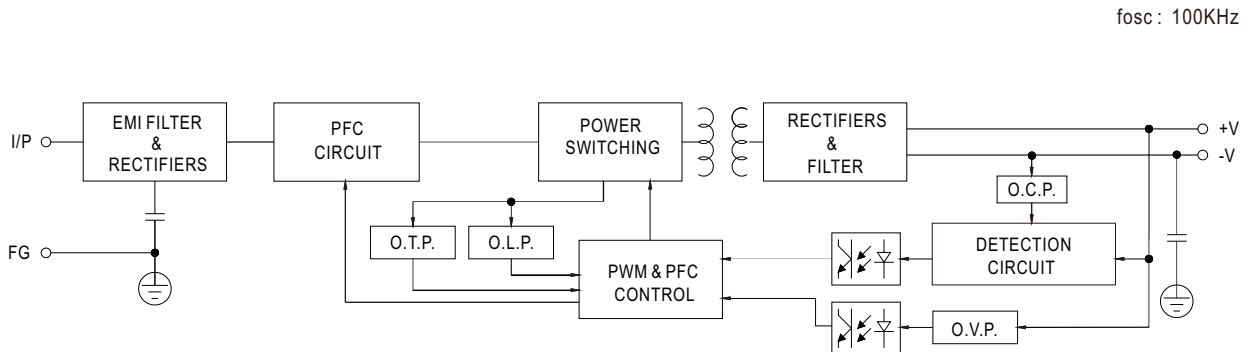 fosc : 100KHz
I/P
EMI FILTER
&
RECTIFIERS
PFC
CIRCUIT
POWER
SWITCHING
RECTIFIERS
&
FILTER
+V
-V
O.C.P.
FG
O.T.P.
O.L.P.
PWM & PFC
CONTROL
DETECTION
CIRCUIT
O.V.P.